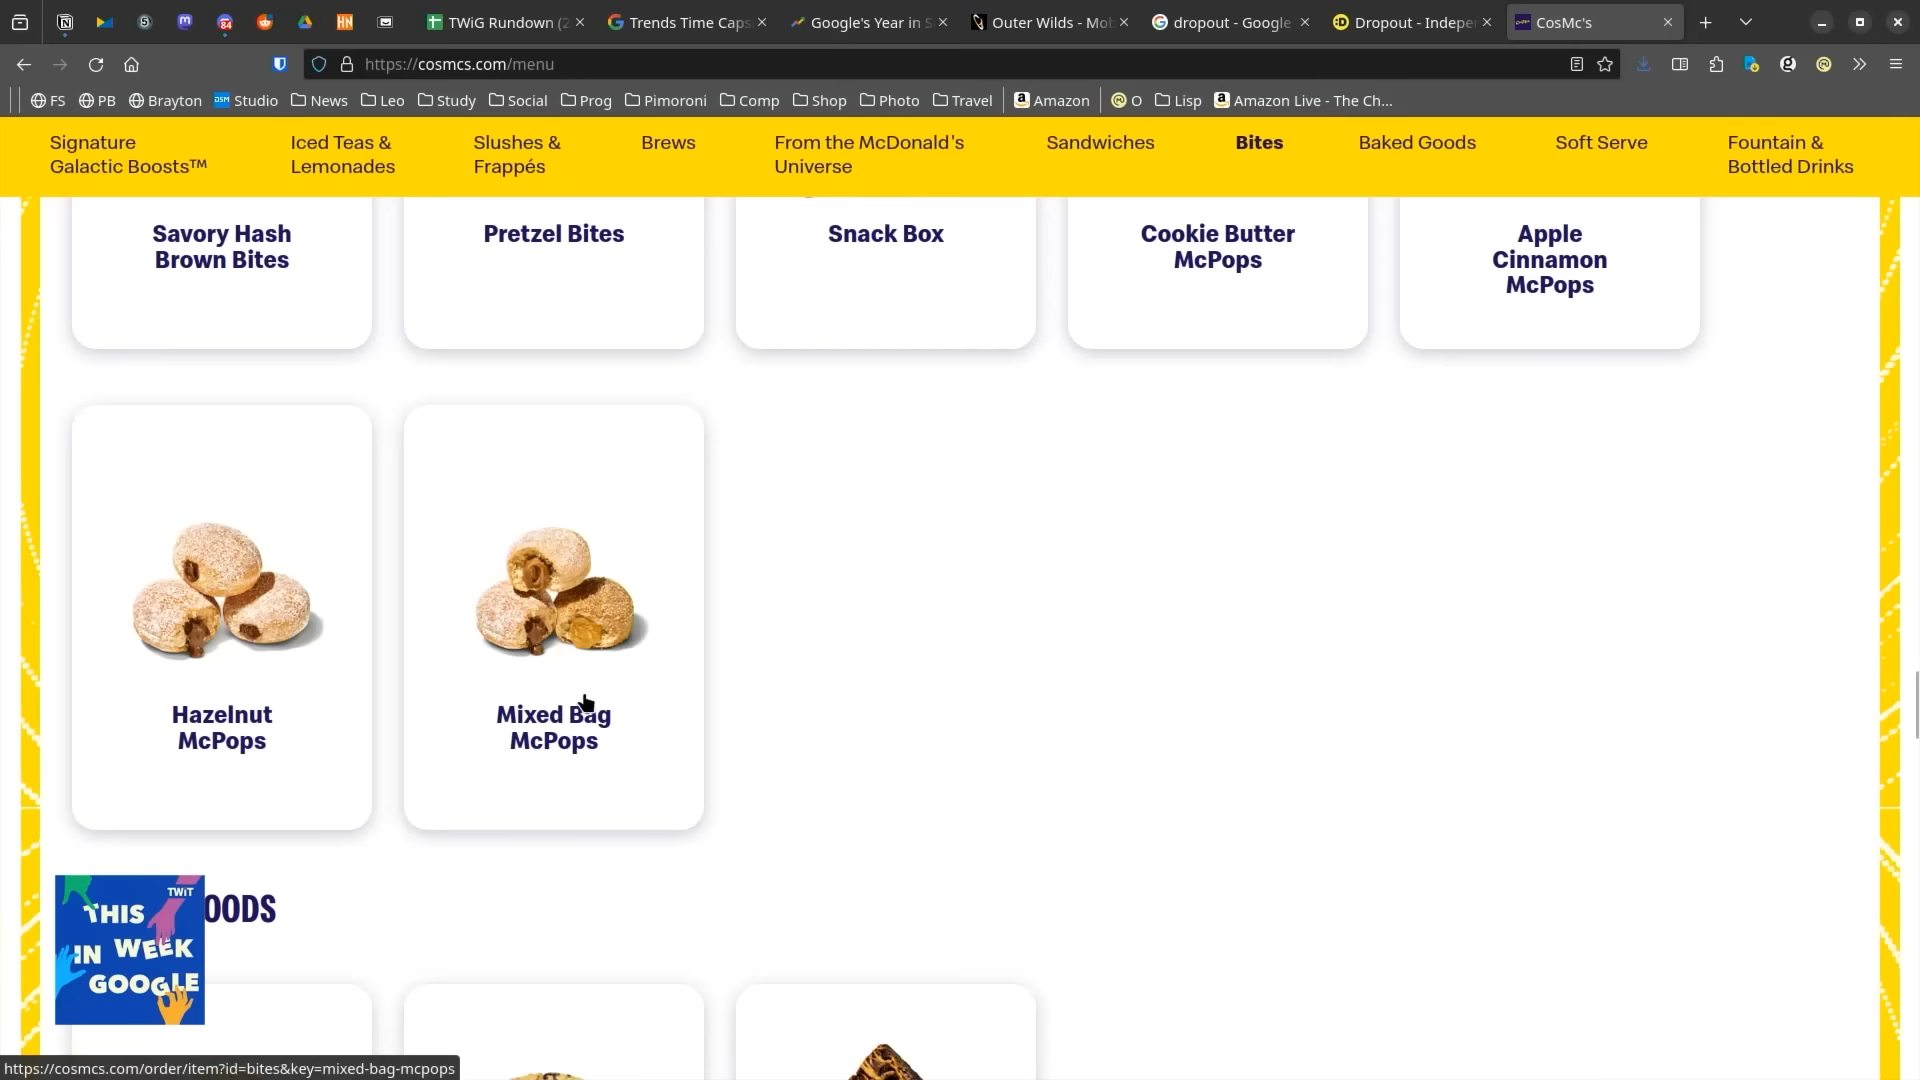 TWiG Rundown (2
Trends Time Caps
Google's Year in S
Outer Wilds - Mob
dropout - Google
Dropout - Indeper
CosMc's
https://cosmcs.com/menu
FS
PB
Brayton
Studio
News
Leo
Study
Social
Prog
Pimoroni
Comp
Shop
Photo
Travel
Amazon
O
Lisp
Amazon Live - The Ch...
Signature
Galactic Boosts™
Iced Teas &
Lemonades
Slushes &
Frappés
Brews
From the McDonald's
Universe
Sandwiches
Bites
Baked Goods
Soft Serve
Fountain &
Bottled Drinks
Savory Hash
Brown Bites
Pretzel Bites
Snack Box
Cookie Butter
McPops
Apple
Cinnamon
McPops
Hazelnut
McPops
Mixed Bag
McPops
OODS
TWiT
THIS
IN WEEK
GOOGLE
https://cosmcs.com/order/item?id=bites&key=mixed-bag-mcpops